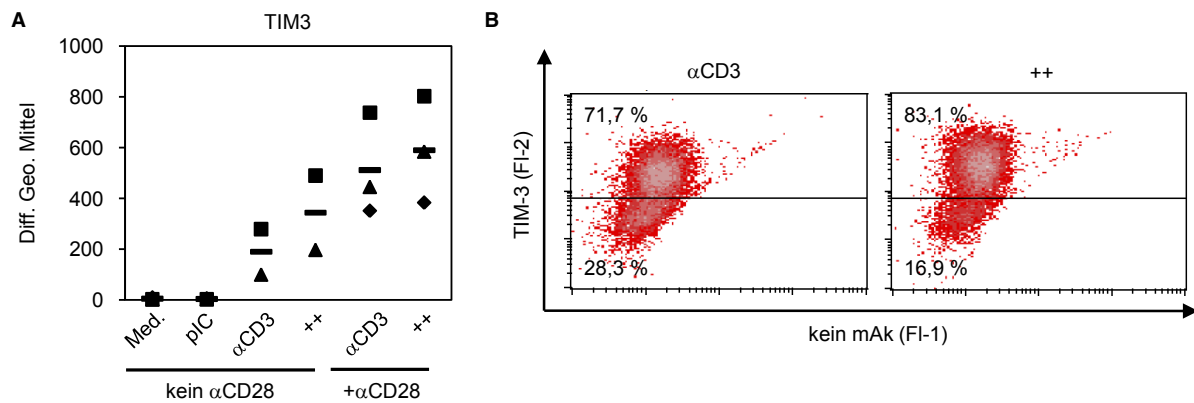 A
TIM3
Diff. Geo. Mittel
1000
800
600
400
200
0
Med.
pIC
αCD3
++
αCD3
++
kein αCD28
+αCD28
B
αCD3
++
TIM-3 (Fl-2)
71,7 %
28,3 %
83,1 %
16,9 %
kein mAk (Fl-1)